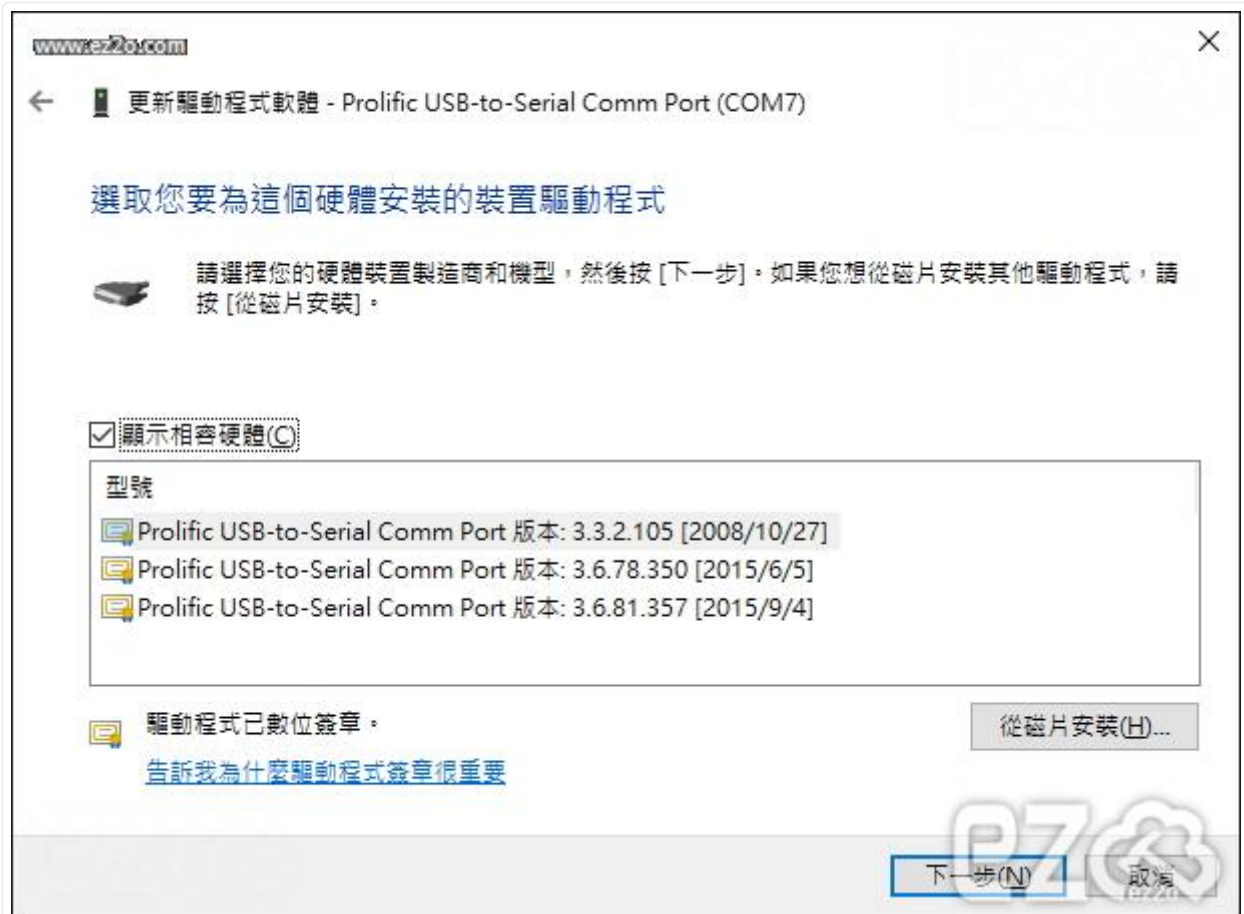 www.ez2o.com
更新驅動程式軟體 - Prolific USB-to-Serial Comm Port (COM7)
選取您要為這個硬體安裝的裝置驅動程式
請選擇您的硬體裝置製造商和機型，然後按 [下一步]。如果您想從磁片安裝其他驅動程式，請
按 [從磁片安裝]。
顯示相容硬體(C)
型號
Prolific USB-to-Serial Comm Port 版本: 3.3.2.105 [2008/10/27]
Prolific USB-to-Serial Comm Port 版本: 3.6.78.350 [2015/6/5]
Prolific USB-to-Serial Comm Port 版本: 3.6.81.357 [2015/9/4]
驅動程式已數位簽章。
從磁片安裝(H)...
告訴我為什麼驅動程式簽章很重要
下一步(N)
取消